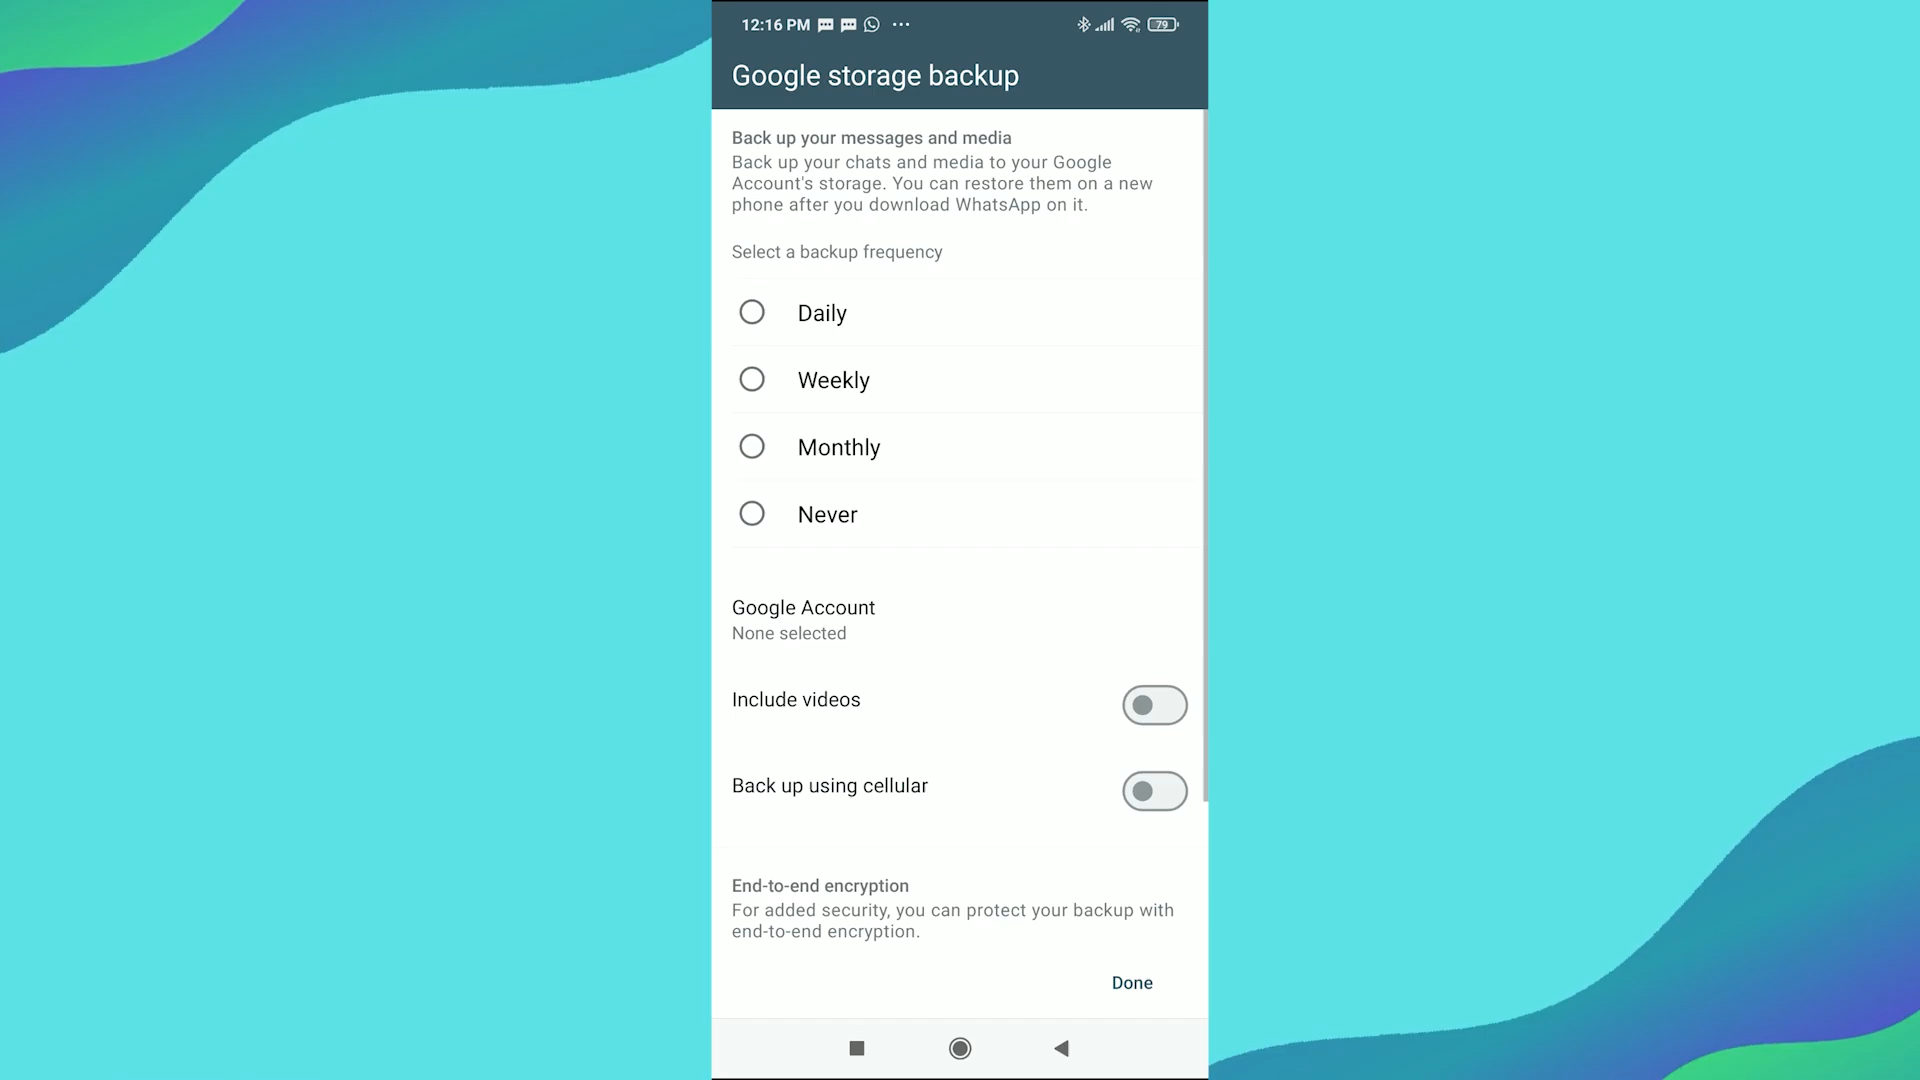 12:16 PM
79
Google storage backup
Back up your messages and media
Back up your chats and media to your Google
Account's storage. You can restore them on a new
phone after you download WhatsApp on it.
Select a backup frequency
Daily
Weekly
Monthly
Never
Google Account
None selected
Include videos
Back up using cellular
End-to-end encryption
For added security, you can protect your backup with
end-to-end encryption.
Done